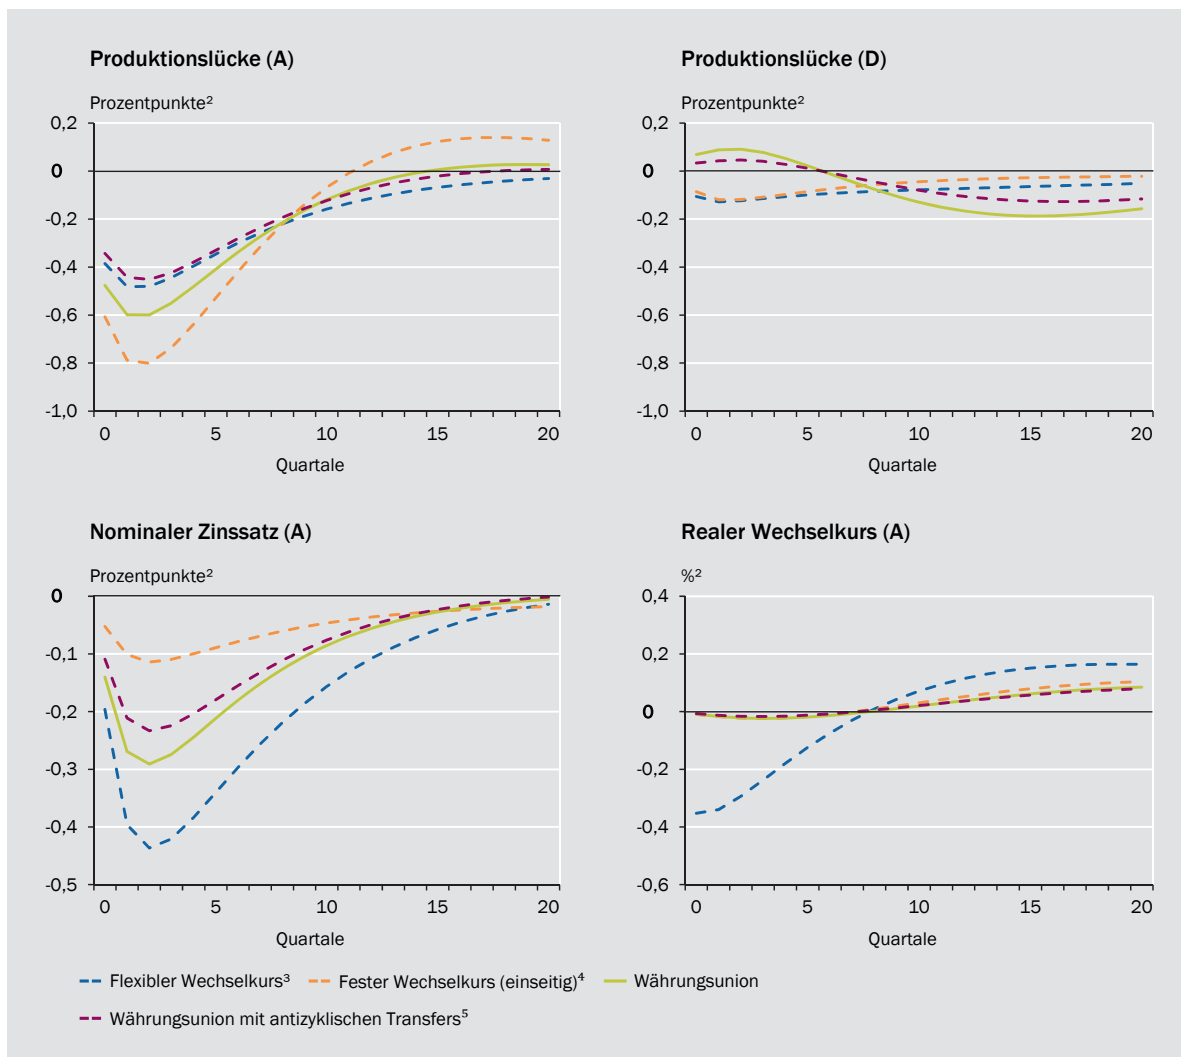 Produktionslücke (A)
Prozentpunkte²
0,2
0
-0,2
-0,4
-0,6
-0,8
-1,0
0 5 10 15 20
Quartale
Produktionslücke (D)
Prozentpunkte²
0,2
0
-0,2
-0,4
-0,6
-0,8
-1,0
0 5 10 15 20
Quartale
Nominaler Zinssatz (A)
Prozentpunkte²
0
-0,1
-0,2
-0,3
-0,4
-0,5
0 5 10 15 20
Quartale
Realer Wechselkurs (A)
%²
0,4
0,2
0
-0,2
-0,4
-0,6
0 5 10 15 20
Quartale
Flexibler Wechselkurs³ Fester Wechselkurs (einseitig)⁴ Währungsunion
Währungsunion mit antizyklischen Transfers⁵